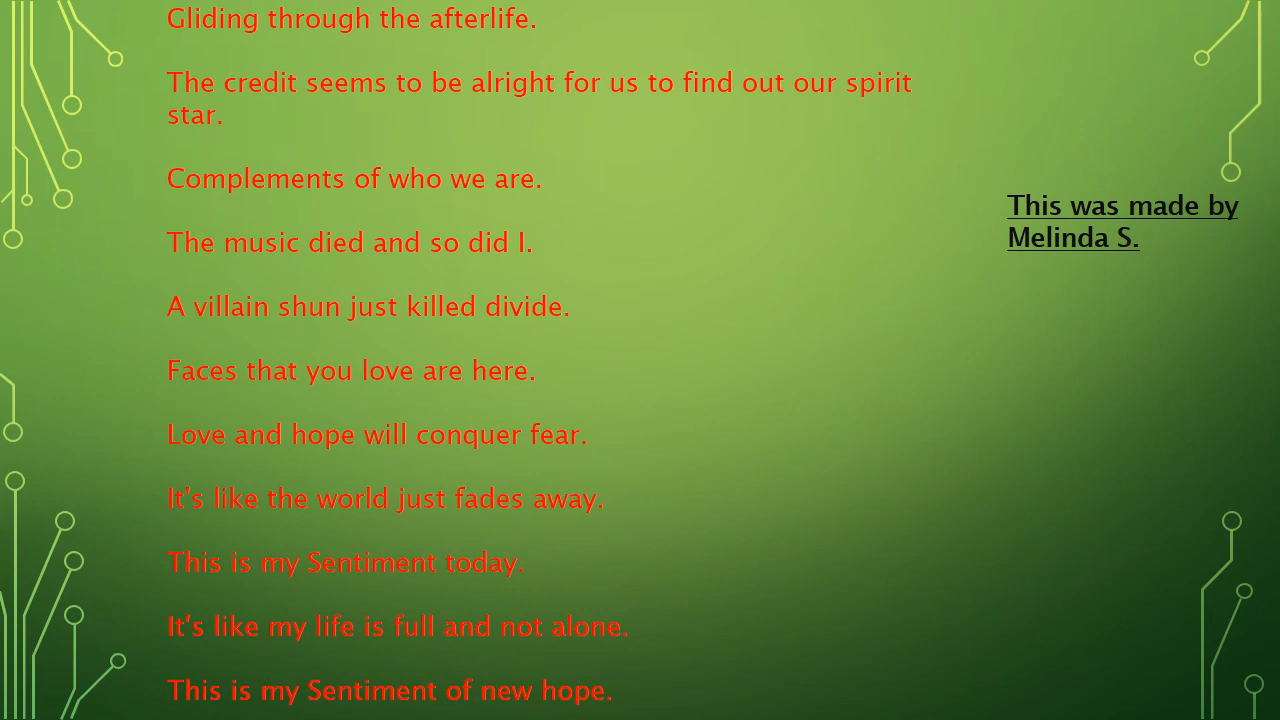 Gliding through the afterlife.
The credit seems to be alright for us to find out our spirit
star.
Complements of who we are.
The music died and so did I.
A villain shun just killed divide.
Faces that you love are here.
Love and hope will conquer fear.
It's like the world just fades away.
This is my Sentiment today.
It's like my life is full and not alone.
This is my Sentiment of new hope.
This was made by
Melinda S.